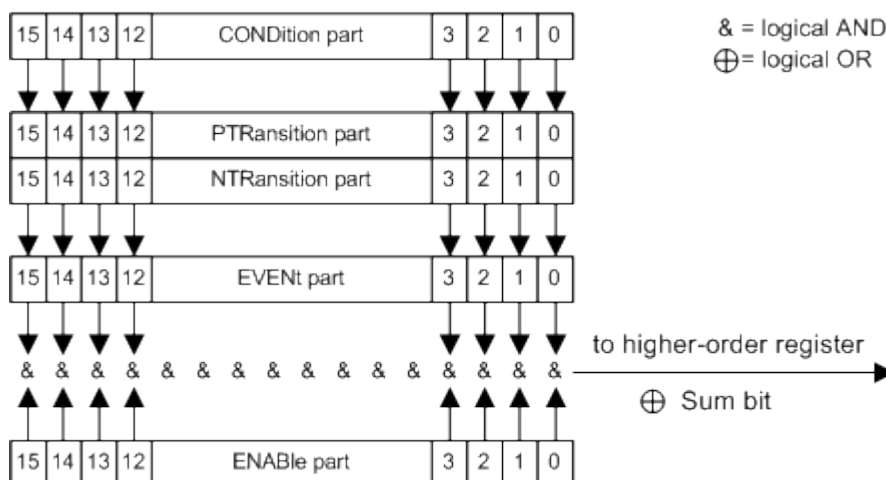 15 14 13 12 CONDition part 3 2 1 0
& = logical AND
⊕= logical OR
15 14 13 12 PTRansition part 3 2 1 0
15 14 13 12 NTRansition part 3 2 1 0
15 14 13 12 EVENt part 3 2 1 0
& & & & & & & & & & & & & & & & to higher-order register
⊕ Sum bit
15 14 13 12 ENABle part 3 2 1 0